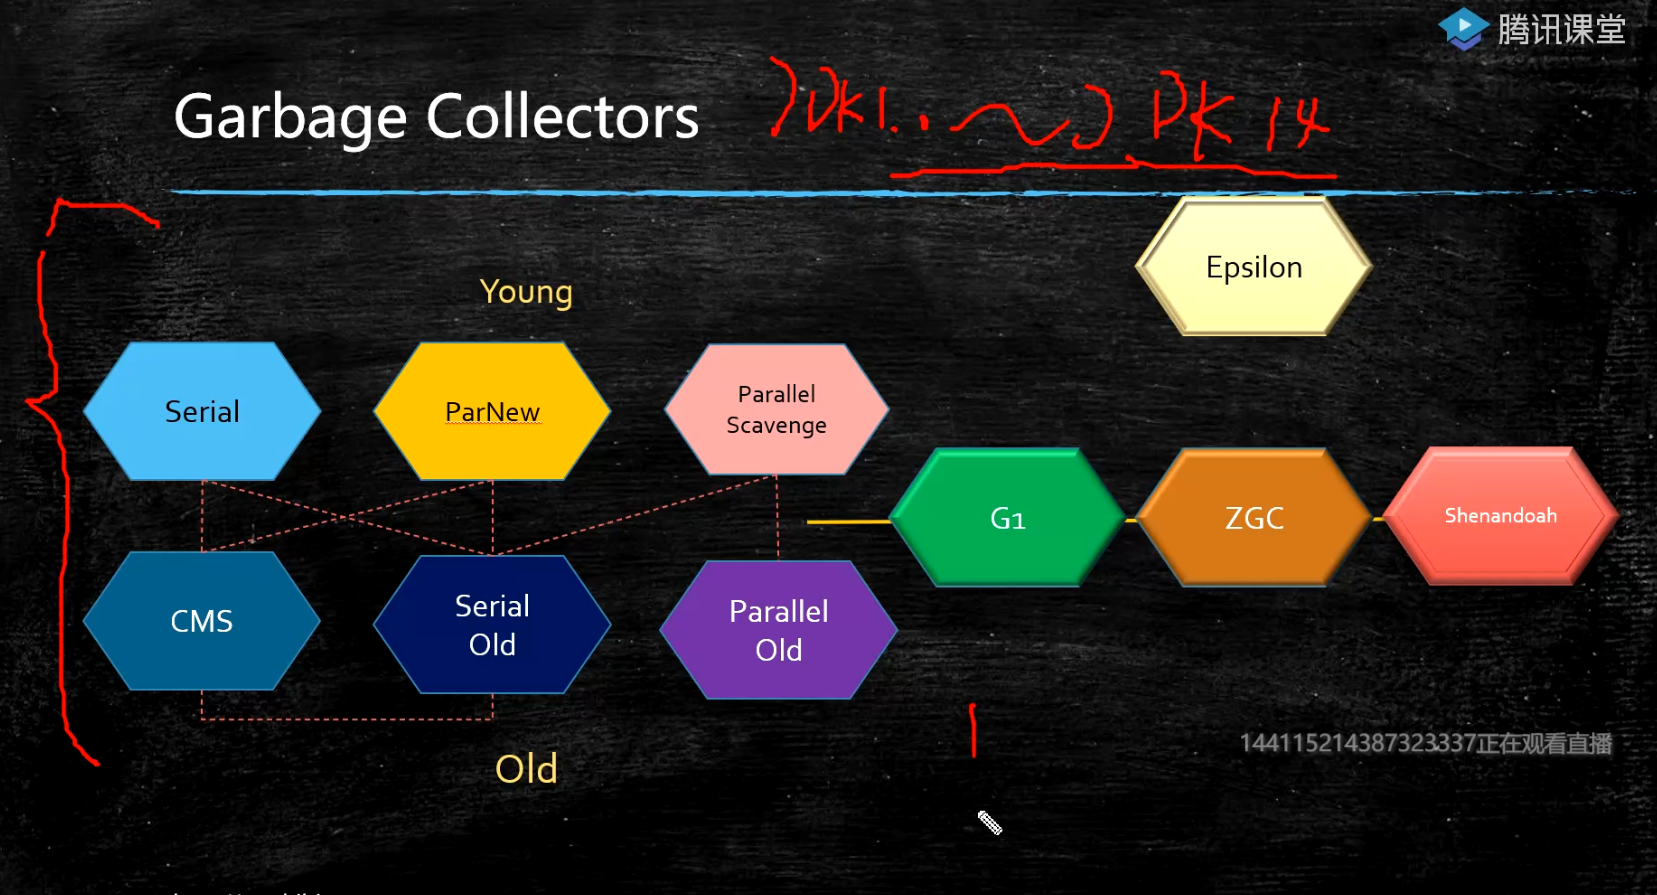 腾讯课堂
Garbage Collectors
JDK1.. ~ JDK 14
Epsilon
Young
Serial
ParNew
Parallel
Scavenge
G1
ZGC
Shenandoah
CMS
Serial
Old
Parallel
Old
144115214387323337正在观看直播
Old